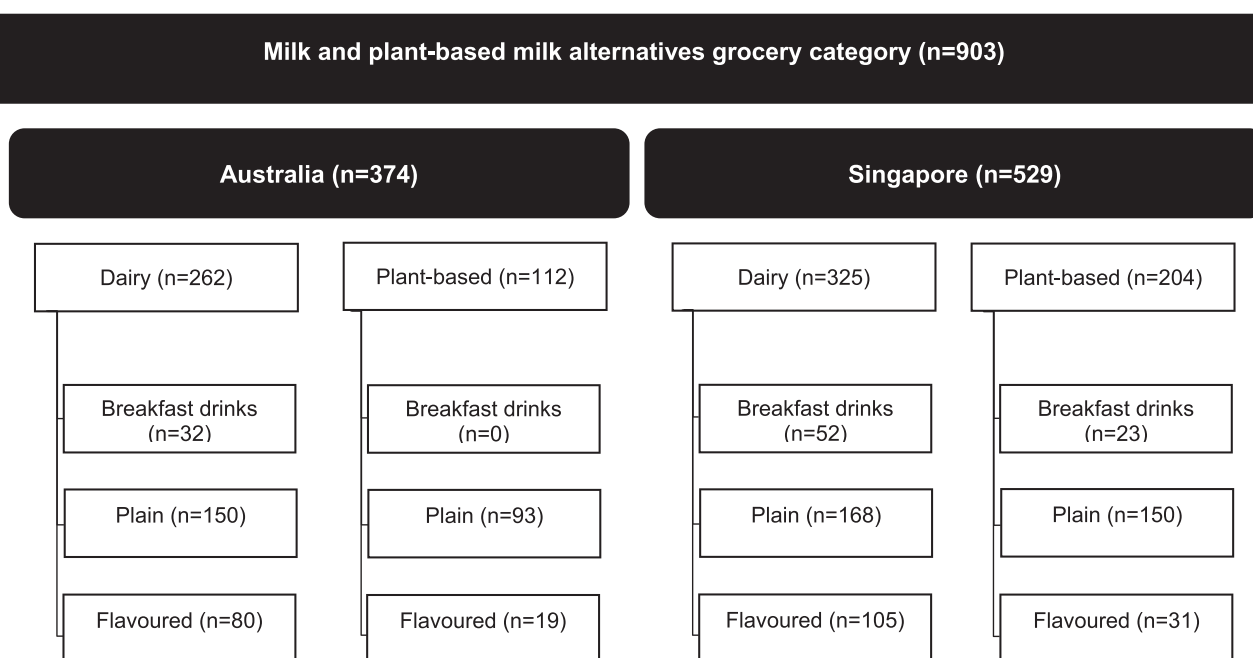 Milk and plant-based milk alternatives grocery category (n=903)
Australia (n=374)
Singapore (n=529)
Dairy (n=262)
Plant-based (n=112)
Dairy (n=325)
Plant-based (n=204)
Breakfast drinks
(n=32)
Breakfast drinks
(n=0)
Breakfast drinks
(n=52)
Breakfast drinks
(n=23)
Plain (n=150)
Plain (n=93)
Plain (n=168)
Plain (n=150)
Flavoured (n=80)
Flavoured (n=19)
Flavoured (n=105)
Flavoured (n=31)